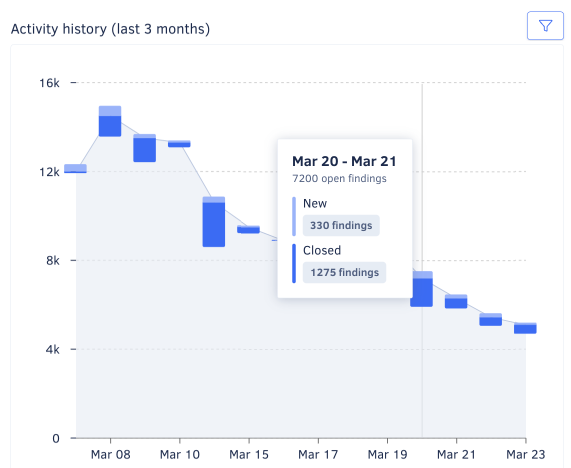 Activity history (last 3 months)
16k
12k
8k
4k
0
Mar 20 - Mar 21
7200 open findings
New
330 findings
Closed
1275 findings
Mar 08
Mar 10
Mar 15
Mar 17
Mar 19
Mar 21
Mar 23